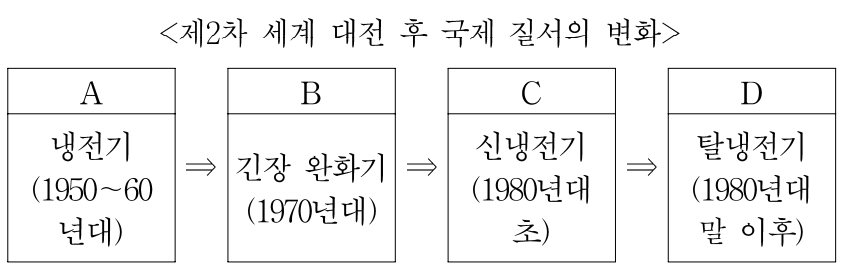 <제2차 세계 대전 후 국제 질서의 변화>
A
냉전기
(1950～60
년대)
⇒
B
긴장 완화기
(1970년대)
⇒
C
신냉전기
(1980년대
초)
⇒
D
탈냉전기
(1980년대
말 이후)